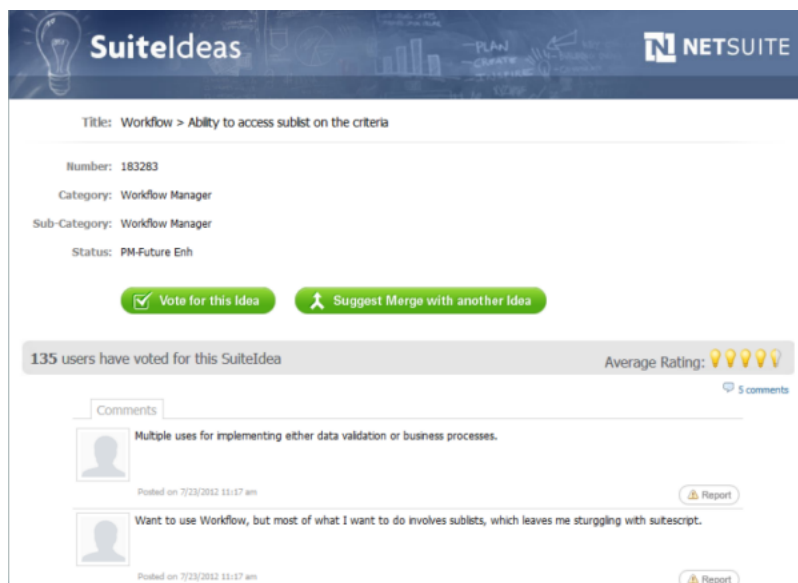 SuiteIdeas
PLAN
CREATE
NETSUITE
Title: Workflow > Ability to access sublist on the criteria
Number: 183283
Category: Workflow Manager
Sub-Category: Workflow Manager
Status: PM-Future Enh
Vote for this Idea
Suggest Merge with another Idea
135 users have voted for this SuiteIdea
Average Rating:
5 comments
Comments
Multiple uses for implementing either data validation or business processes.
Posted on 7/23/2012 11:17 am
Report
Want to use Workflow, but most of what I want to do involves sublists, which leaves me sturggling with suitescript.
Posted on 7/23/2012 11:17 am
Report